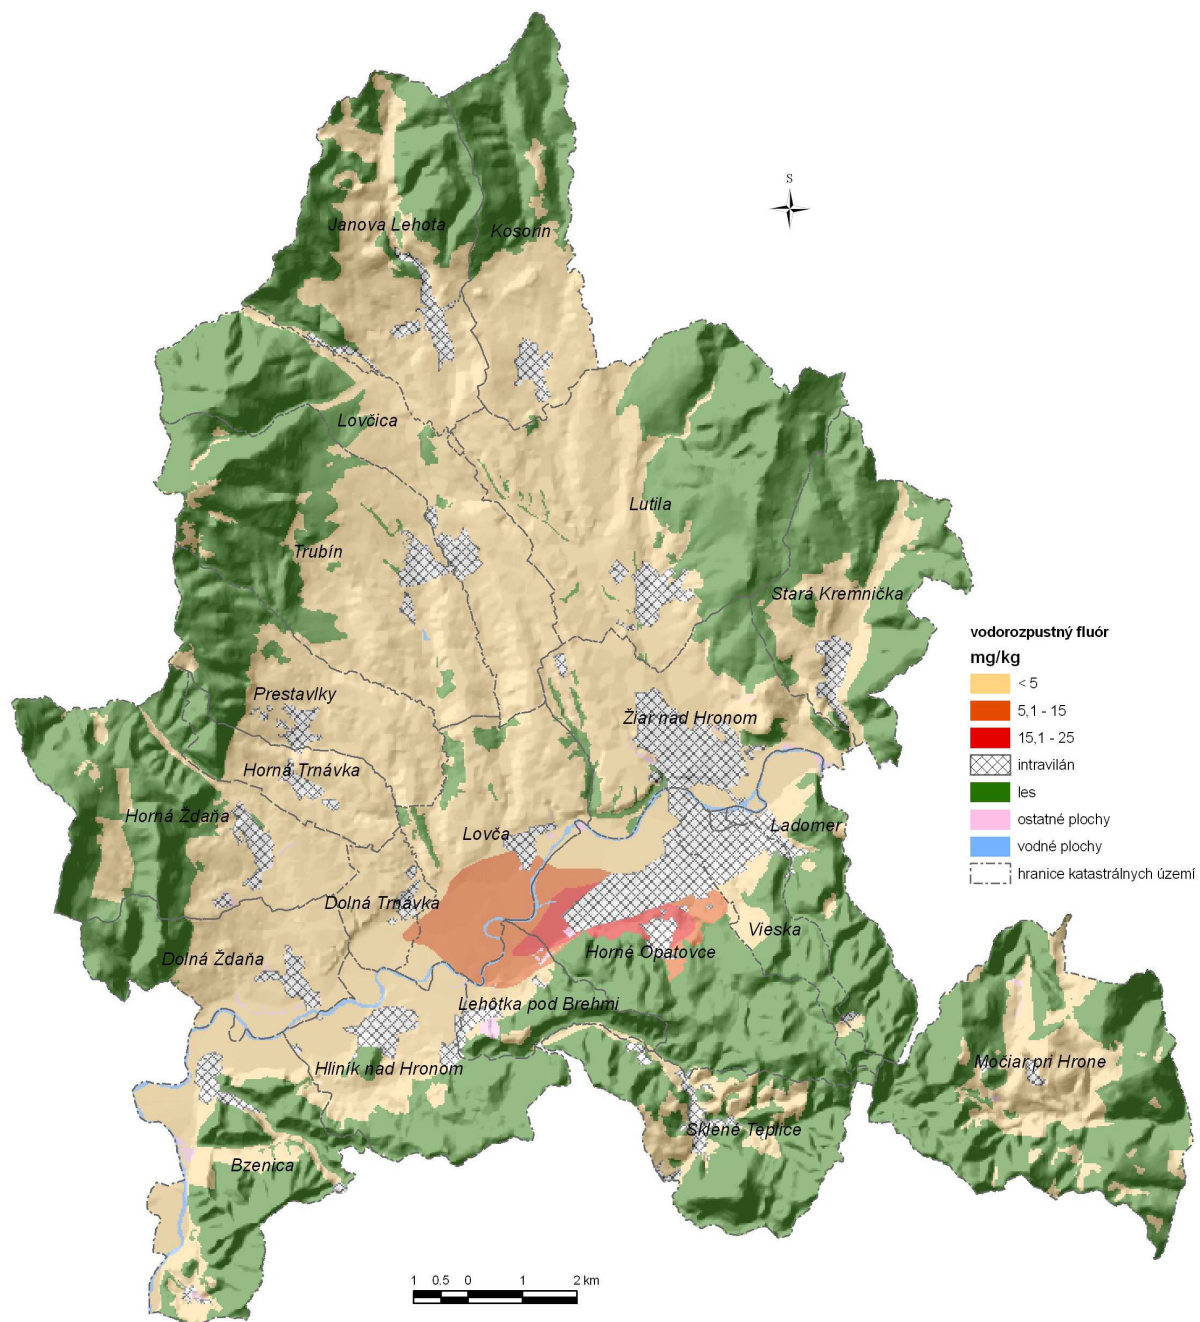 S
Janova Lehota
Kosorín
Lovčica
Lutila
Trubín
Stará Kremnička
Prestavlky
Žiar nad Hronom
Horná Trnávka
Horná Ždaňa
Lovča
Ladomer
Dolná Trnávka
Vieska
Horné Opatovce
Dolná Ždaňa
Lehôtka pod Brehmi
Hliník nad Hronom
Močiar pri Hrone
Sklené Teplice
Bzenica
vodorozpustný fluór
mg/kg
< 5
5,1 - 15
15,1 - 25
intravilán
les
ostatné plochy
vodné plochy
hranice katastrálnych území
1 0.5 0 1 2 km